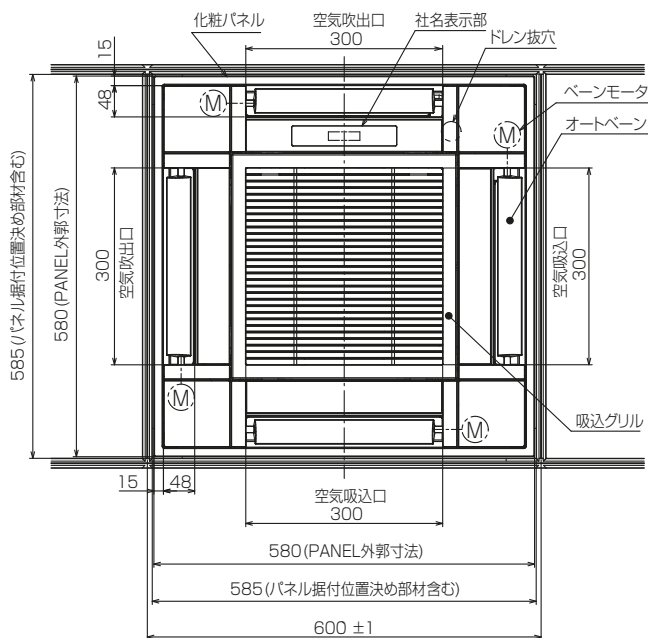 化粧パネル
空気吹出口
300
社名表示部
ドレン抜穴
ベーンモータ
オートベーン
15
48
M
M
585(パネル据付位置決め部材含む)
580(PANEL外郭寸法)
300
空気吹出口
空気吸込口
300
M
M
吸込グリル
15
48
空気吸込口
300
580(PANEL外郭寸法)
585(パネル据付位置決め部材含む)
600 ±1